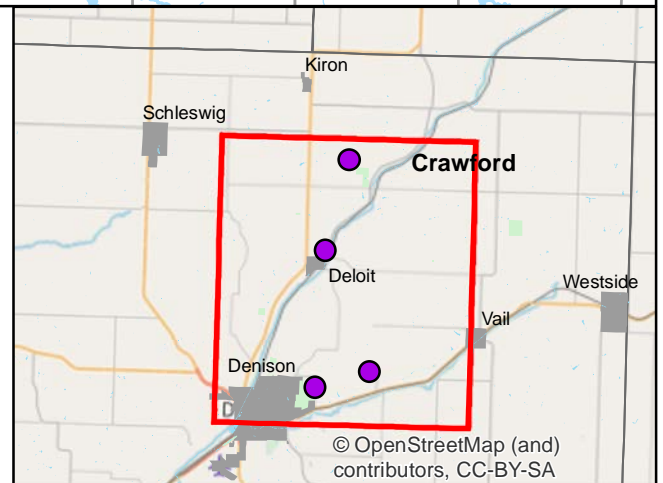 Kiron
Schleswig
Crawford
Deloit
Westside
Vail
Denison
D
© OpenStreetMap (and)
contributors, CC-BY-SA